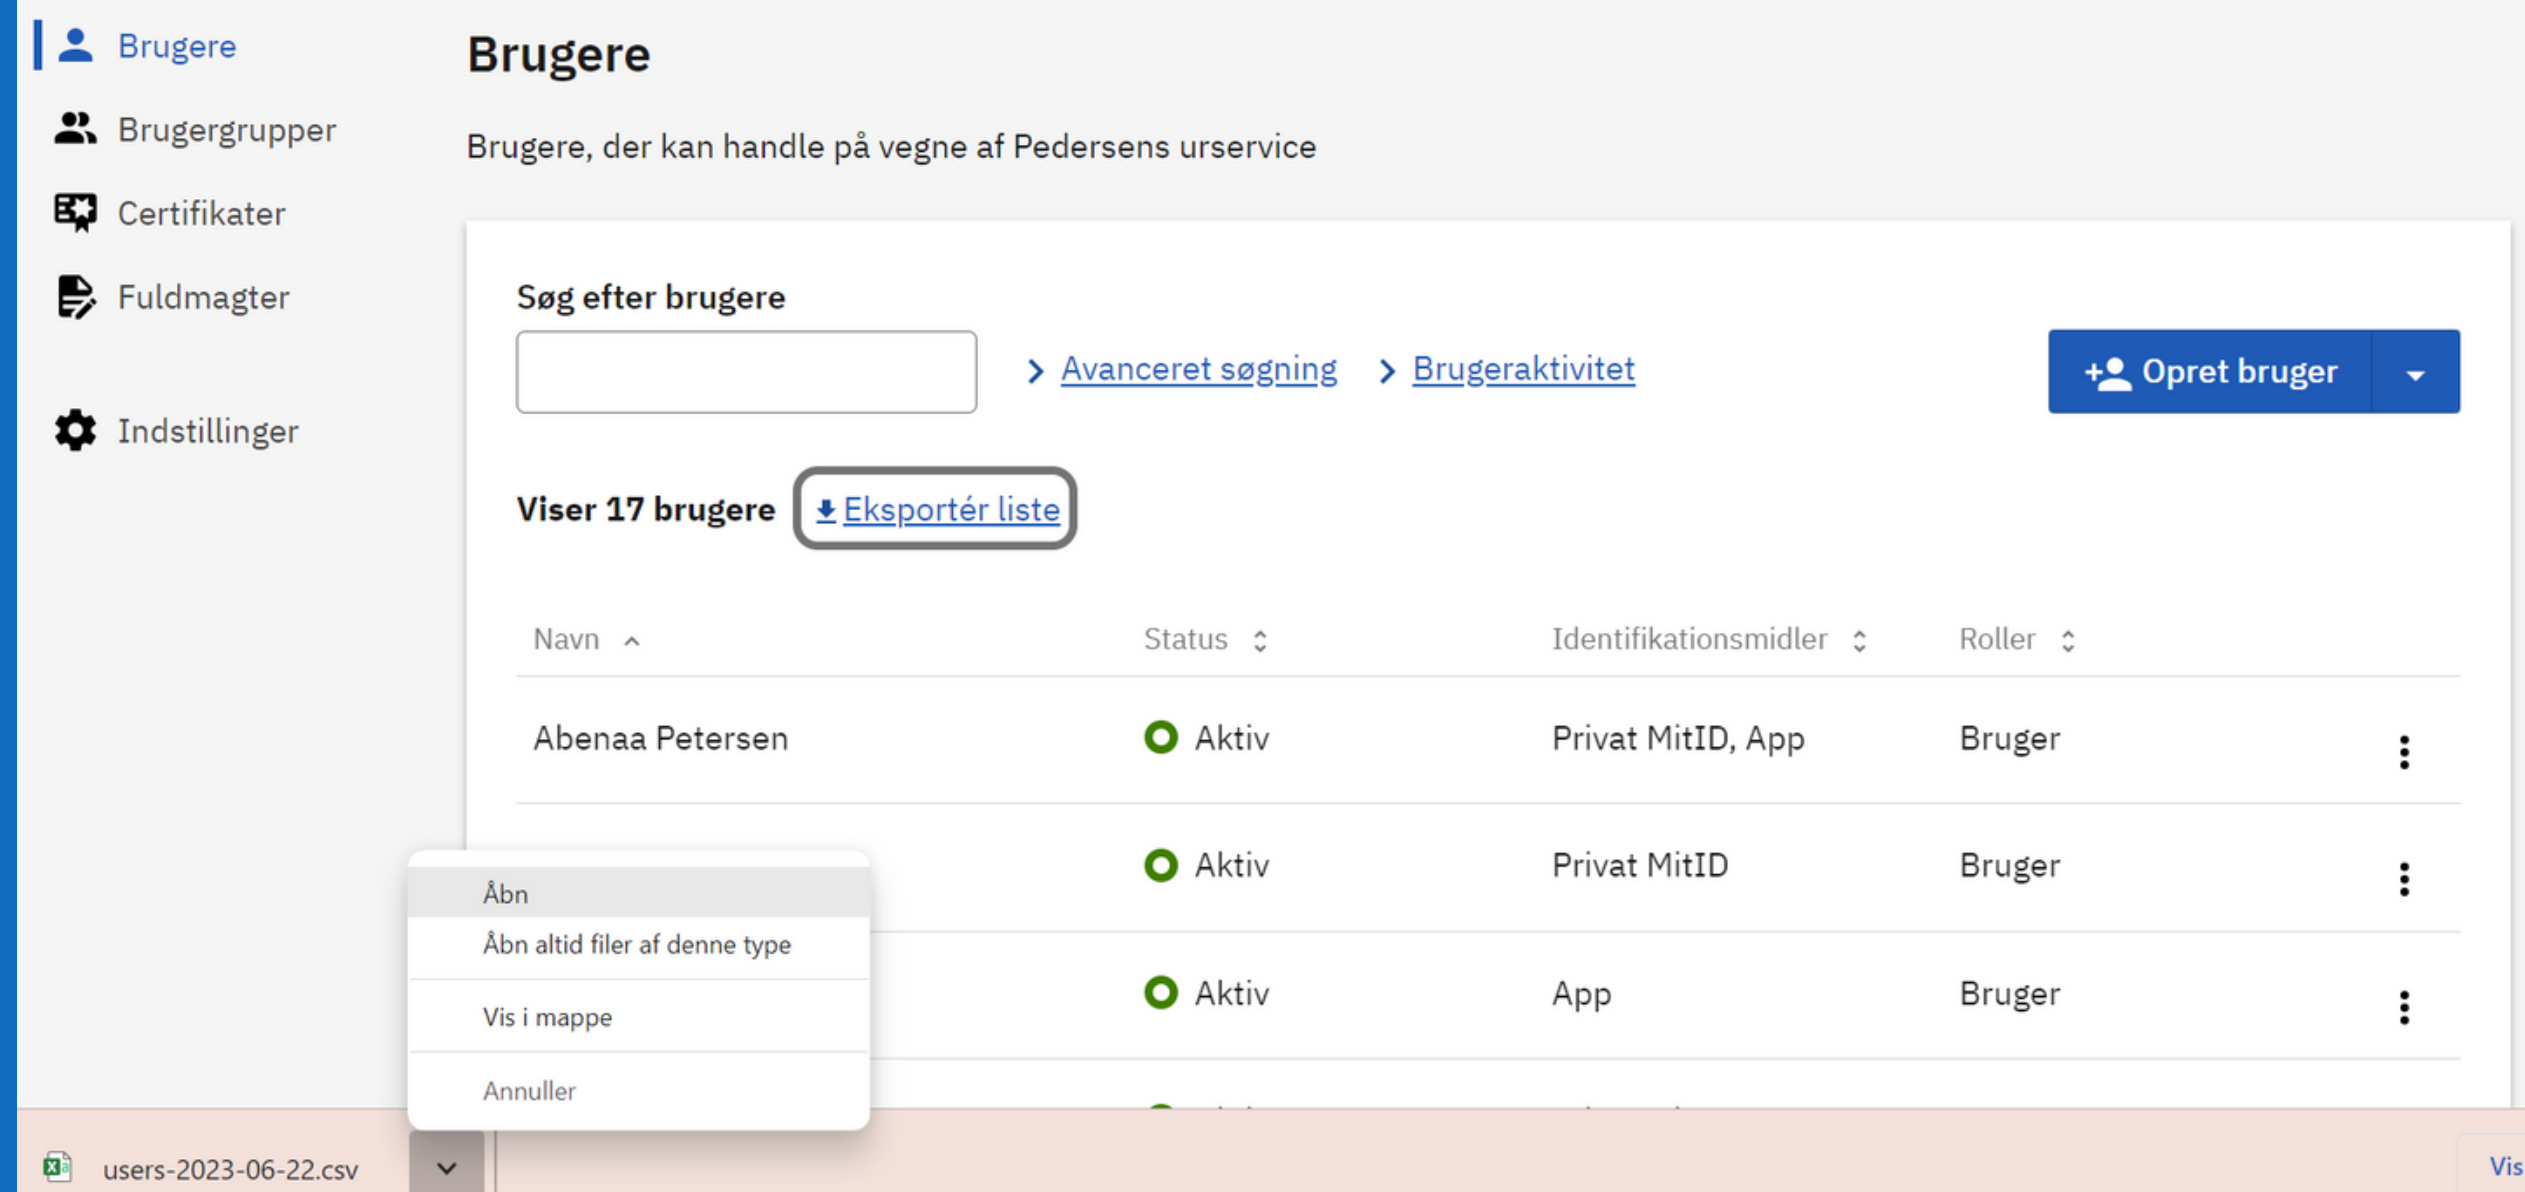 Brugere
Brugergrupper
Certifikater
Fuldmagter
Indstillinger
Brugere
Brugere, der kan handle på vegne af Pedersens urservice
Søg efter brugere
Avanceret søgning
Brugeraktivitet
Opret bruger
Viser 17 brugere
Eksportér liste
Navn Status Identifikationsmidler Roller
Abenaa Petersen Aktiv Privat MitID, App Bruger
Aktiv Privat MitID Bruger
Aktiv App Bruger
Åbn
Åbn altid filer af denne type
Vis i mappe
Annuller
users-2023-06-22.csv
Vis